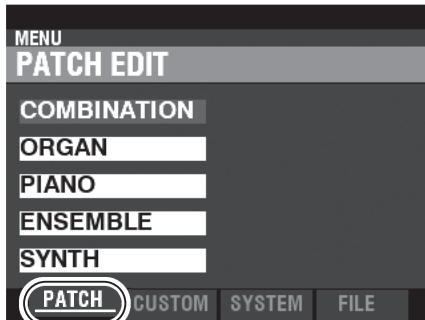 MENU
PATCH EDIT
COMBINATION
ORGAN
PIANO
ENSEMBLE
SYNTH
PATCH CUSTOM SYSTEM FILE